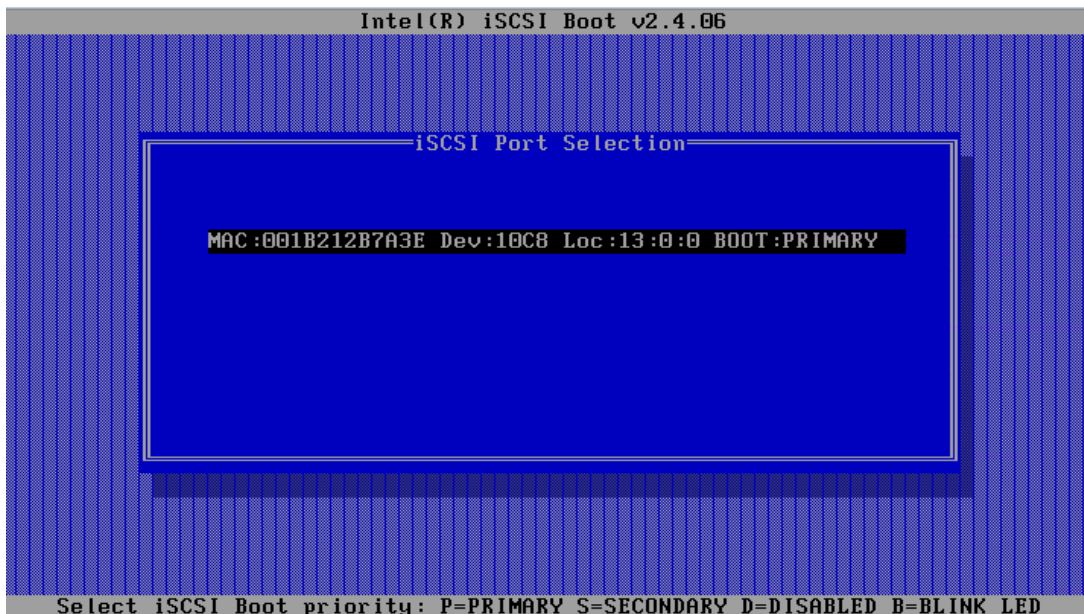 Intel(R) iSCSI Boot v2.4.06
iSCSI Port Selection
MAC:001B212B7A3E Dev:10C8 Loc:13:0:0 BOOT:PRIMARY
Select iSCSI Boot priority: P=PRIMARY S=SECONDARY D=DISABLED B=BLINK LED